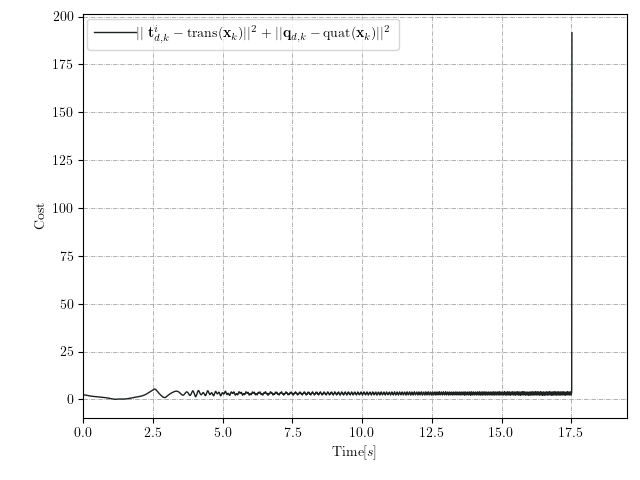 || t^i_{d,k} − trans(x_k)||² + ||q_{d,k} − quat(x_k)||²
200
175
150
125
100
75
50
25
0
Cost
0.0 2.5 5.0 7.5 10.0 12.5 15.0 17.5
Time[s]